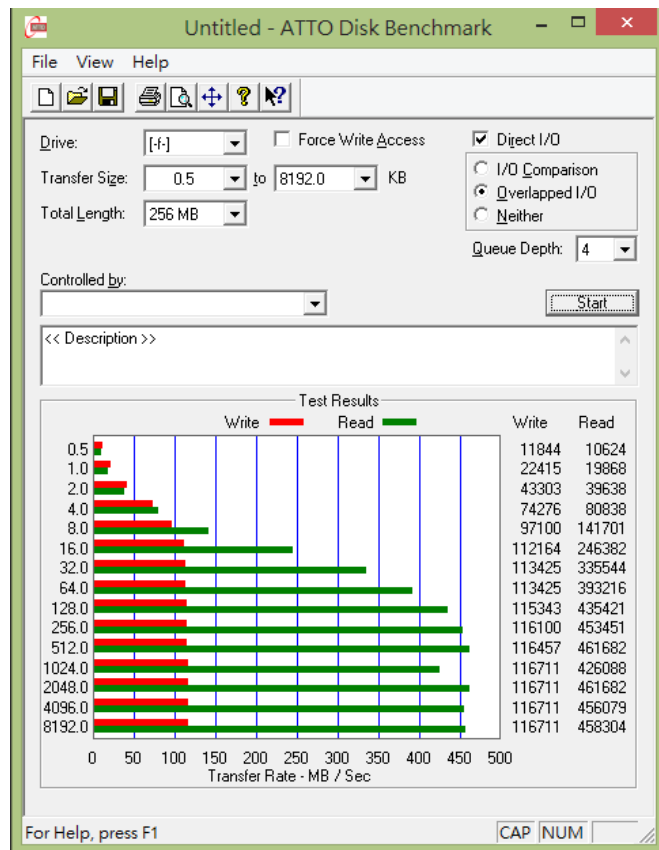 Untitled - ATTO Disk Benchmark
File View Help
Drive: [-f-] Force Write Access Direct I/O
Transfer Size: 0.5 to 8192.0 KB I/O Comparison
Overlapped I/O
Total Length: 256 MB Neither
Queue Depth: 4
Controlled by:
Start
<< Description >>
Test Results
Write Read Write Read
0.5 11844 10624
1.0 22415 19868
2.0 43303 39638
4.0 74276 80838
8.0 97100 141701
16.0 112164 246382
32.0 113425 335544
64.0 113425 393216
128.0 115343 435421
256.0 116100 453451
512.0 116457 461682
1024.0 116711 426088
2048.0 116711 461682
4096.0 116711 456079
8192.0 116711 458304
0 50 100 150 200 250 300 350 400 450 500
Transfer Rate - MB / Sec
For Help, press F1 CAP NUM